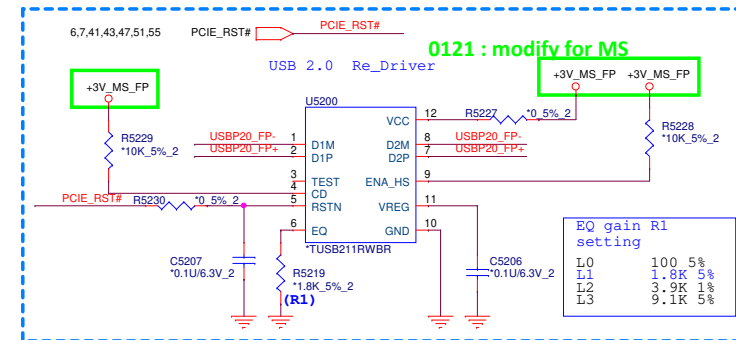 6,7,41,43,47,51,55 PCIE_RST# PCIE_RST#
0121 : modify for MS
USB 2.0 Re_Driver
+3V_MS_FP
+3V_MS_FP +3V_MS_FP
U5200
R5229
*10K_5%_2
R5227 *0_5%_2
R5228
*10K_5%_2
USBP20_FP- 1 D1M
USBP20_FP+ 2 D1P
3 TEST
4 CD
PCIE_RST# R5230 *0_5%_2 5 RSTN
6 EQ
VCC 12
D2M 8 USBP20_FP-
D2P 7 USBP20_FP+
ENA_HS 9
VREG 11
GND 10
*TUSB211RWBR
C5207
*0.1U/6.3V_2
R5219
*1.8K_5%_2
(R1)
C5206
*0.1U/6.3V_2
EQ gain R1
setting
L0 100 5%
L1 1.8K 5%
L2 3.9K 1%
L3 9.1K 5%